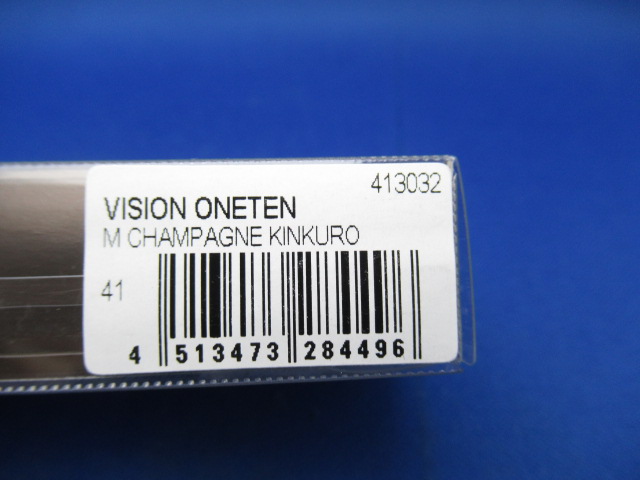 413032
VISION ONETEN
M CHAMPAGNE KINKURO
41
4 513473 284496